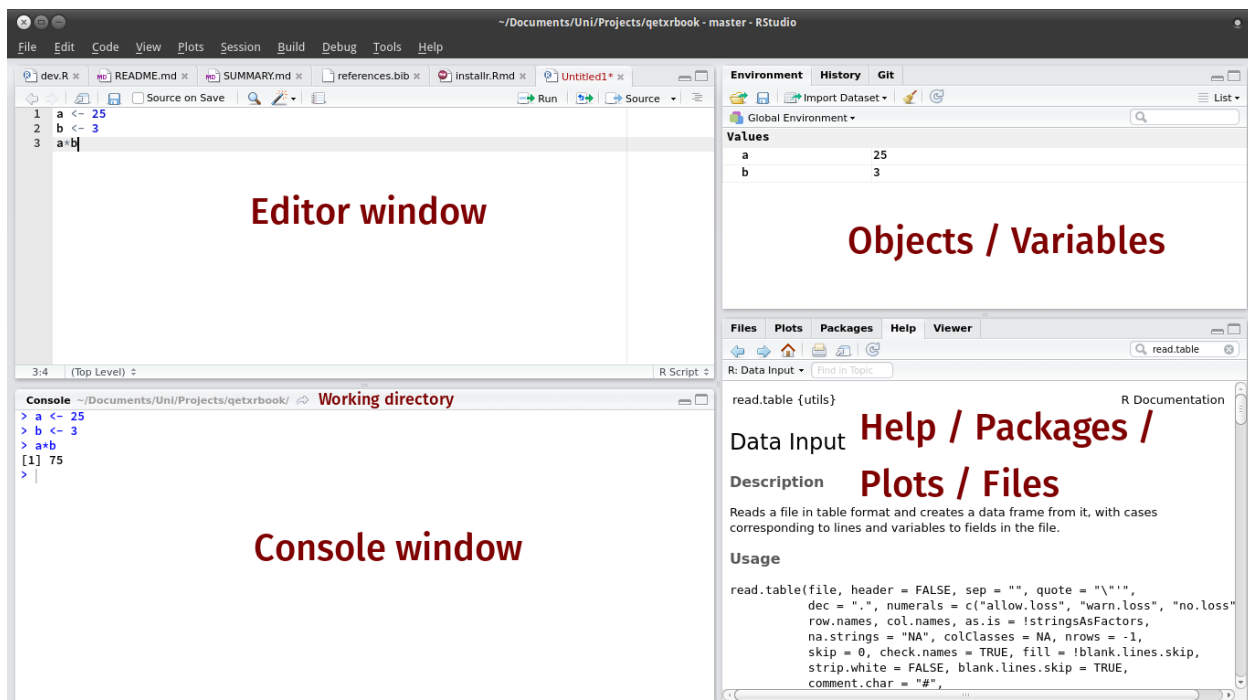 ~/Documents/Uni/Projects/qetxrbook - master - RStudio
File Edit Code View Plots Session Build Debug Tools Help
dev.R README.md SUMMARY.md references.bib installr.Rmd Untitled1*
Source on Save Run Source
1 a <- 25
2 b <- 3
3 a*b
Editor window
3:4 (Top Level) R Script
Console ~/Documents/Uni/Projects/qetxrbook/ Working directory
> a <- 25
> b <- 3
> a*b
[1] 75
>
Console window
Environment History Git
Import Dataset List
Global Environment
Values
a 25
b 3
Objects / Variables
Files Plots Packages Help Viewer
read.table
R: Data Input Find in Topic
read.table {utils} R Documentation
Data Input
Help / Packages /
Plots / Files
Description
Reads a file in table format and creates a data frame from it, with cases
corresponding to lines and variables to fields in the file.
Usage
read.table(file, header = FALSE, sep = "", quote = "\"'",
dec = ".", numerals = c("allow.loss", "warn.loss", "no.loss"
row.names, col.names, as.is = !stringsAsFactors,
na.strings = "NA", colClasses = NA, nrows = -1,
skip = 0, check.names = TRUE, fill = !blank.lines.skip,
strip.white = FALSE, blank.lines.skip = TRUE,
comment.char = "#",